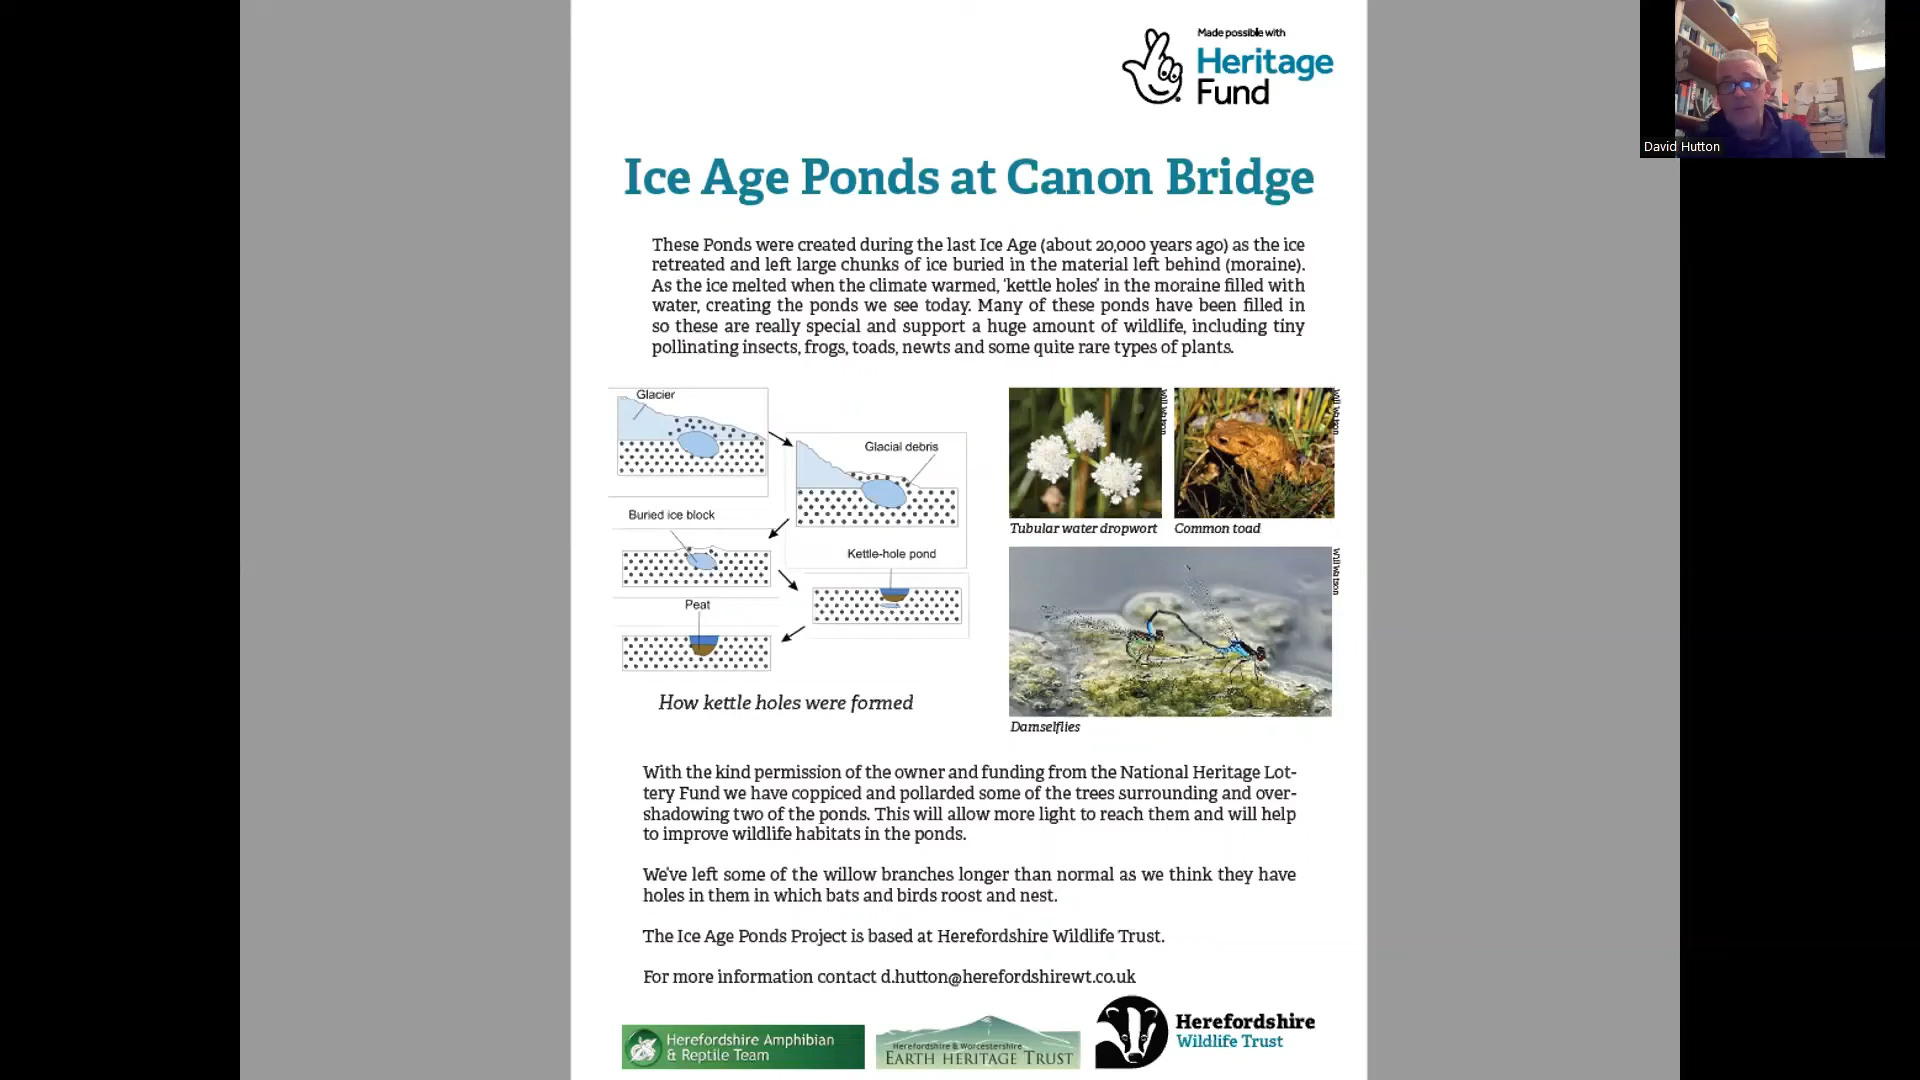 Made possible with
Heritage
Fund
David Hutton
Ice Age Ponds at Canon Bridge
These Ponds were created during the last Ice Age (about 20,000 years ago) as the ice
retreated and left large chunks of ice buried in the material left behind (moraine).
As the ice melted when the climate warmed, 'kettle holes' in the moraine filled with
water, creating the ponds we see today. Many of these ponds have been filled in
so these are really special and support a huge amount of wildlife, including tiny
pollinating insects, frogs, toads, newts and some quite rare types of plants.
Glacier
Glacial debris
Buried ice block
Kettle-hole pond
Peat
How kettle holes were formed
Will Watson
Will Watson
Tubular water dropwort
Common toad
Will Watson
Damselflies
With the kind permission of the owner and funding from the National Heritage Lot-
tery Fund we have coppiced and pollarded some of the trees surrounding and over-
shadowing two of the ponds. This will allow more light to reach them and will help
to improve wildlife habitats in the ponds.
We've left some of the willow branches longer than normal as we think they have
holes in them in which bats and birds roost and nest.
The Ice Age Ponds Project is based at Herefordshire Wildlife Trust.
For more information contact d.hutton@herefordshirewt.co.uk
Herefordshire Amphibian
& Reptile Team
Herefordshire & Worcestershire
EARTH HERITAGE TRUST
Herefordshire
Wildlife Trust